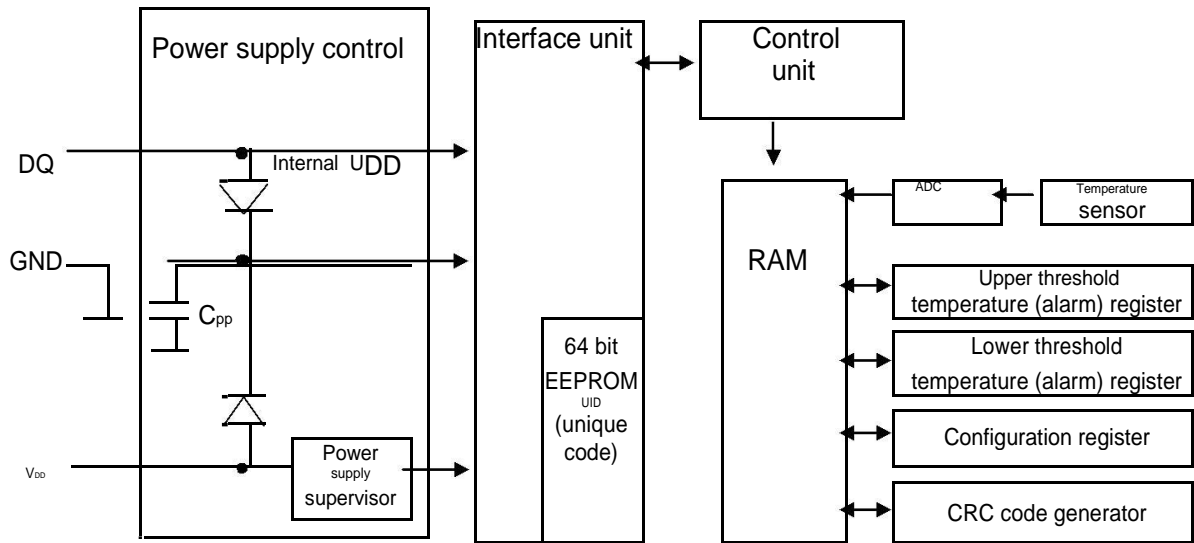 Power supply control
Interface unit
Control
unit
DQ
Internal UDD
GND
Cpp
VDD
Power
supply
supervisor
64 bit
EEPROM
UID
(unique
code)
RAM
ADC
Temperature
sensor
Upper threshold
temperature (alarm) register
Lower threshold
temperature (alarm) register
Configuration register
CRC code generator